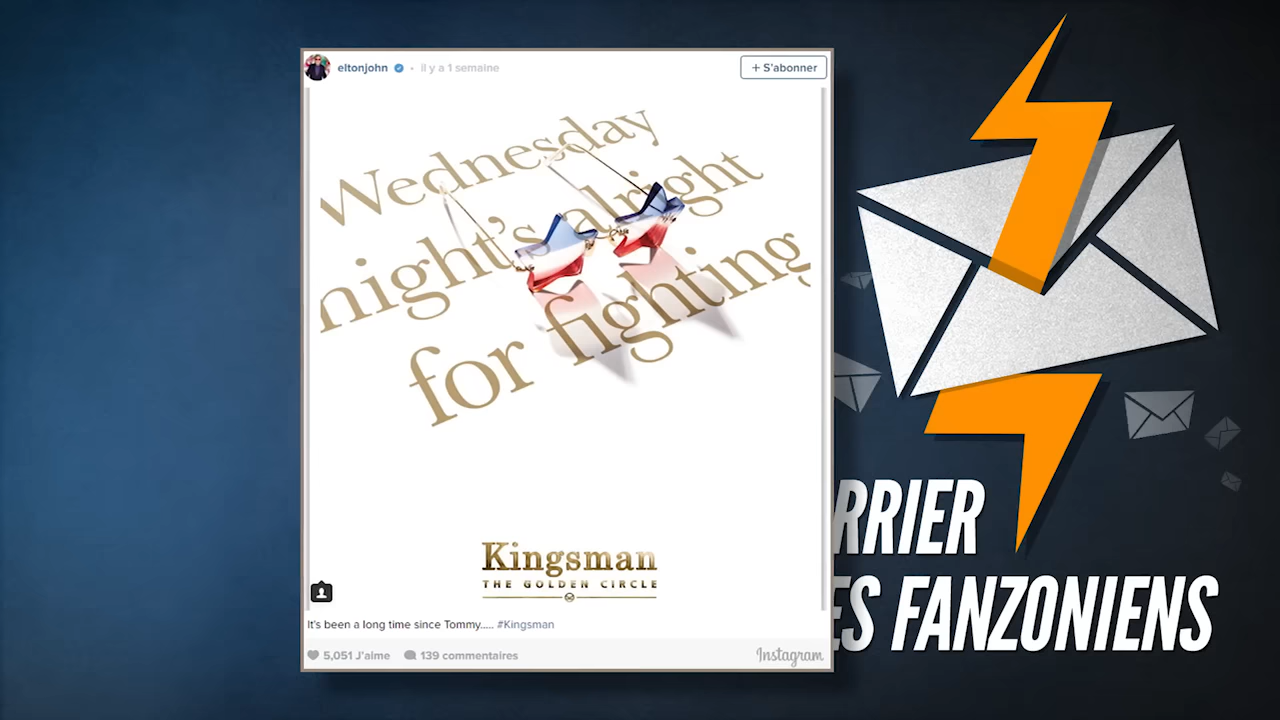 eltonjohn • il y a 1 semaine
+ S'abonner
Wednesday
night's alright
for fighting
Kingsman
THE GOLDEN CIRCLE
It's been a long time since Tommy..... #Kingsman
5,051 J'aime 139 commentaires
Instagram
RRIER
ES FANZONIENS